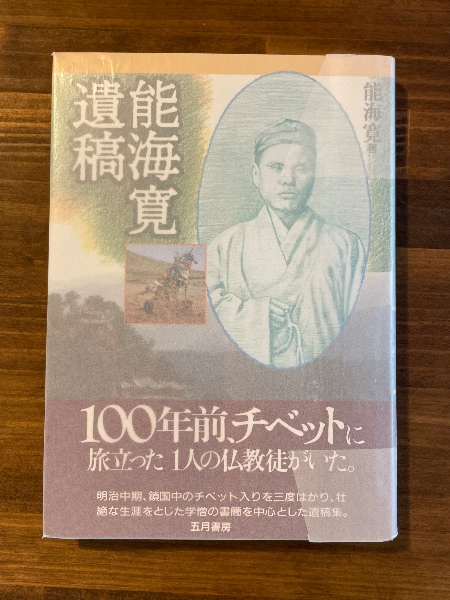 能海寛
遺稿
能海寛 著
100年前、チベットに
旅立った 1人の仏教徒がいた。
明治中期、鎖国中のチベット入りを三度はかり、壮
絶な生涯をとじた学僧の書簡を中心とした遺稿集。
五月書房